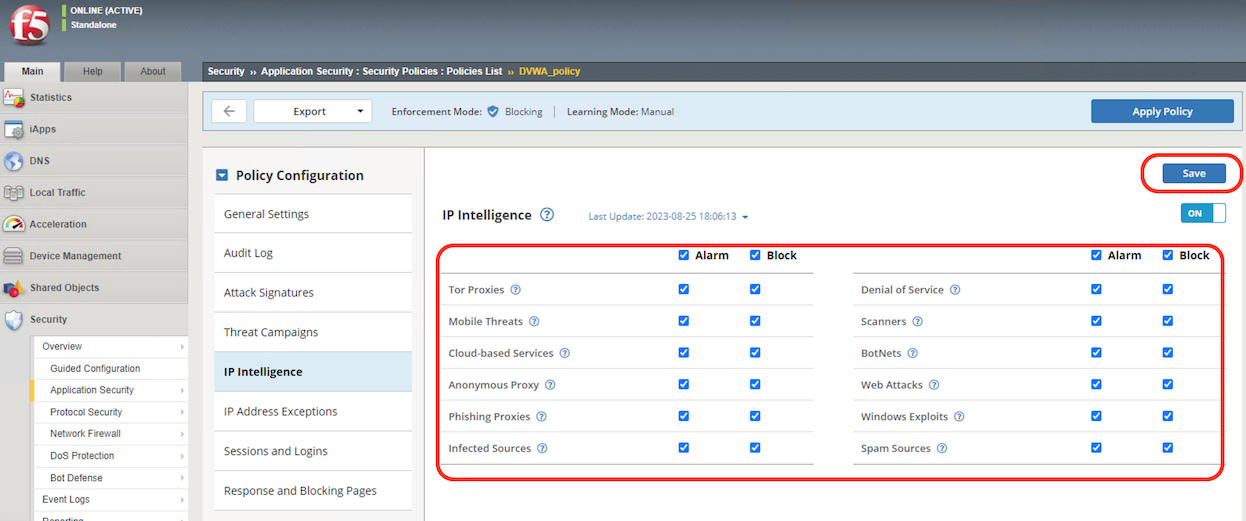 f5
ONLINE (ACTIVE)
Standalone
Main Help About
Security ›› Application Security : Security Policies : Policies List ›› DVWA_policy
Statistics
iApps
DNS
Local Traffic
Acceleration
Device Management
Shared Objects
Security
Overview
Guided Configuration
Application Security
Protocol Security
Network Firewall
DoS Protection
Bot Defense
Event Logs
Reporting
Export Enforcement Mode: Blocking Learning Mode: Manual Apply Policy
Policy Configuration
General Settings
Audit Log
Attack Signatures
Threat Campaigns
IP Intelligence
IP Address Exceptions
Sessions and Logins
Response and Blocking Pages
Save
IP Intelligence ? Last Update: 2023-08-25 18:06:13 ON
Alarm Block Alarm Block
Tor Proxies ? Denial of Service ?
Mobile Threats ? Scanners ?
Cloud-based Services ? BotNets ?
Anonymous Proxy ? Web Attacks ?
Phishing Proxies ? Windows Exploits ?
Infected Sources ? Spam Sources ?